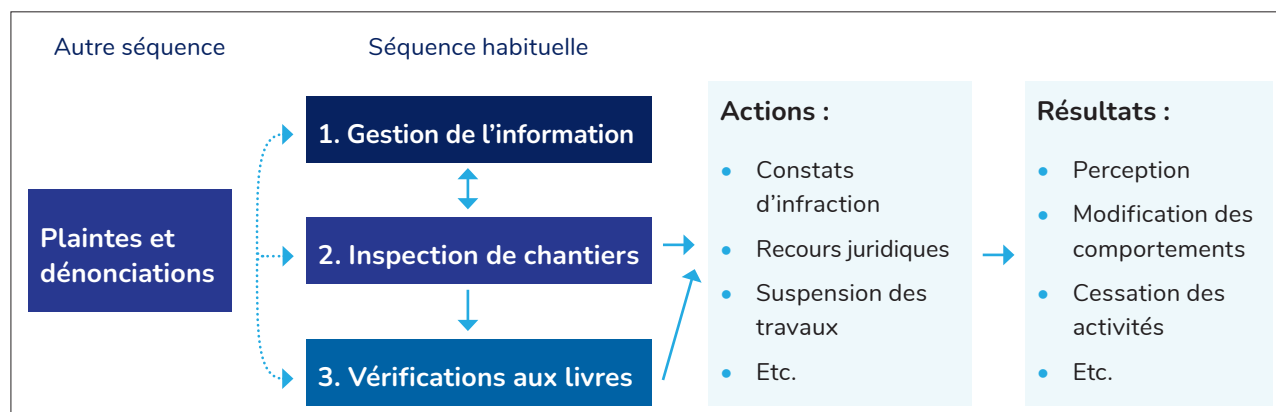 Autre séquence
Séquence habituelle
Plaintes et
dénonciations
1. Gestion de l’information
2. Inspection de chantiers
3. Vérifications aux livres
Actions :
• Constats
d’infraction
• Recours juridiques
• Suspension des
travaux
• Etc.
Résultats :
• Perception
• Modification des
comportements
• Cessation des
activités
• Etc.